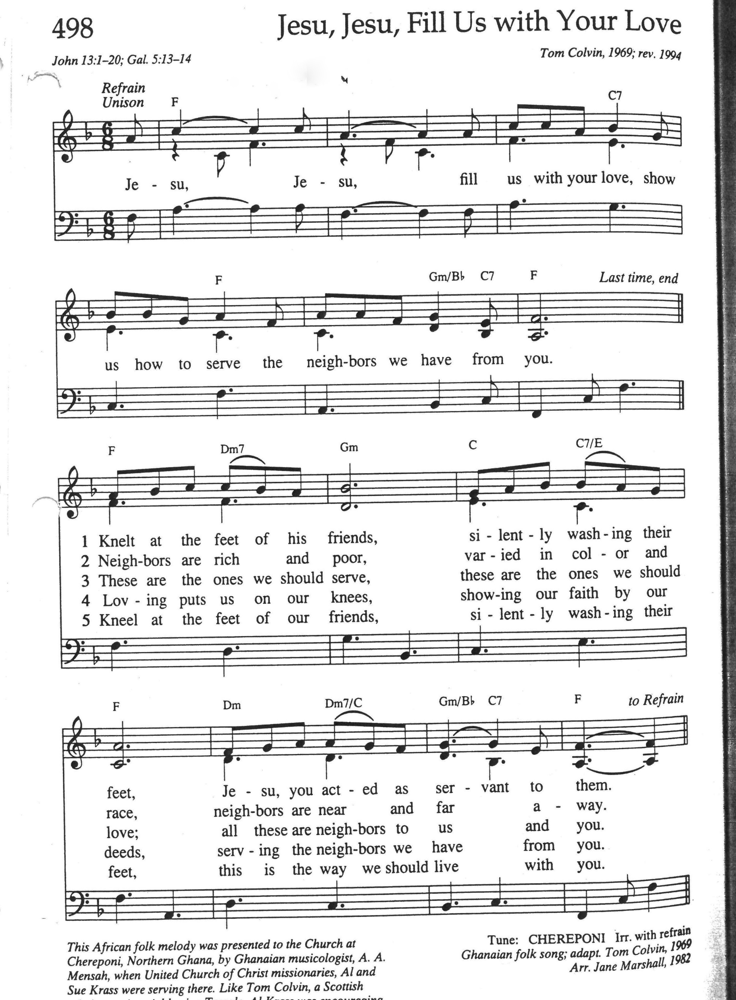 498
Jesu, Jesu, Fill Us with Your Love
John 13:1–20; Gal. 5:13–14
Tom Colvin, 1969; rev. 1994
Refrain
Unison
F
C7
6
8
Je - su, Je - su, fill us with your love, show
6
8
F Gm/B♭ C7 F Last time, end
us how to serve the neigh-bors we have from you.
F Dm7 Gm C C7/E
1 Knelt at the feet of his friends, si - lent - ly wash - ing their
2 Neigh-bors are rich and poor, var - ied in col - or and
3 These are the ones we should serve, these are the ones we should
4 Lov - ing puts us on our knees, show-ing our faith by our
5 Kneel at the feet of our friends, si - lent - ly wash - ing their
F Dm Dm7/C Gm/B♭ C7 F to Refrain
feet, Je - su, you act - ed as ser - vant to them.
race, neigh-bors are near and far a - way.
love; all these are neigh-bors to us and you.
deeds, serv - ing the neigh-bors we have from you.
feet, this is the way we should live with you.
This African folk melody was presented to the Church at
Chereponi, Northern Ghana, by Ghanaian musicologist, A. A.
Mensah, when United Church of Christ missionaries, Al and
Sue Krass were serving there. Like Tom Colvin, a Scottish
Tune: CHEREPONI Irr. with refrain
Ghanaian folk song; adapt. Tom Colvin, 1969
Arr. Jane Marshall, 1982